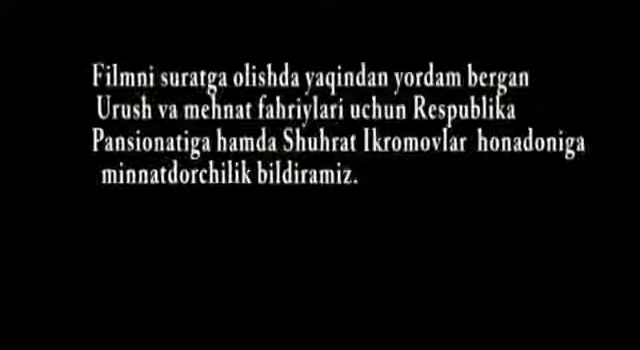 Filmni suratga olishda yaqindan yordam bergan
Urush va mehnat fahriylari uchun Respublika
Pansionatiga hamda Shuhrat Ikromovlar honadoniga
minnatdorchilik bildiramiz.